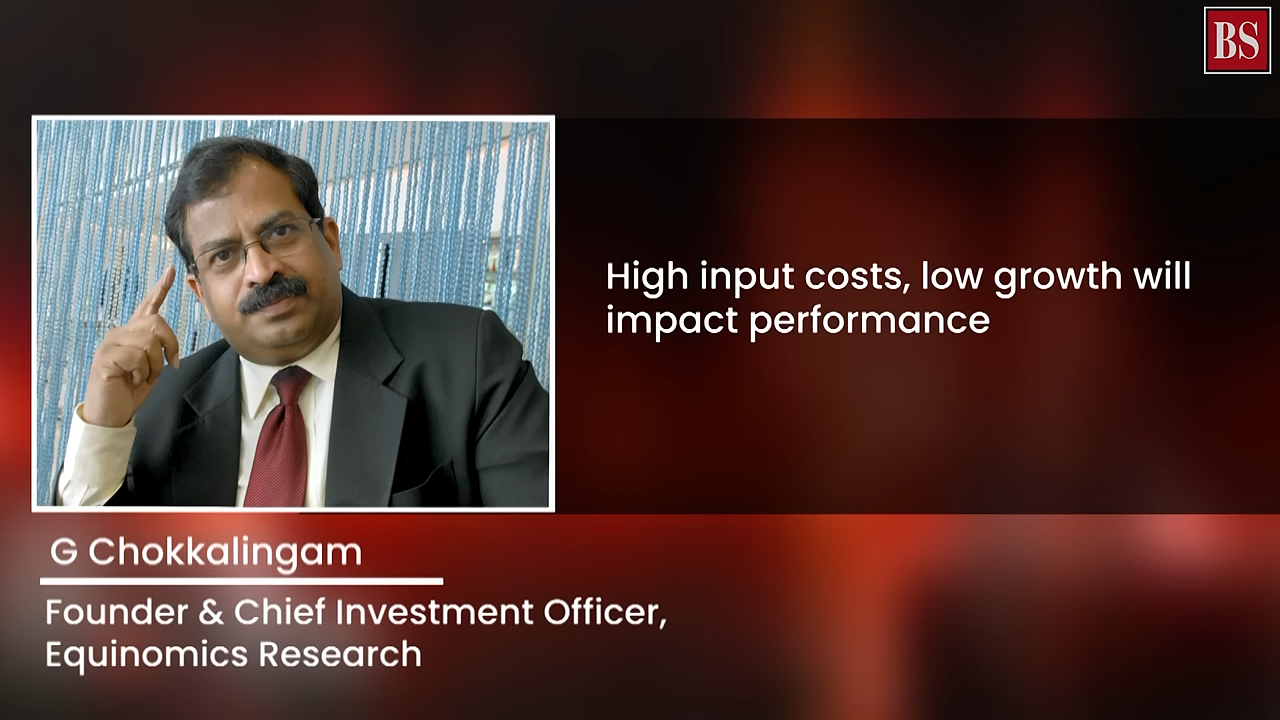 BS
High input costs, low growth will
impact performance
G Chokkalingam
Founder & Chief Investment Officer,
Equinomics Research